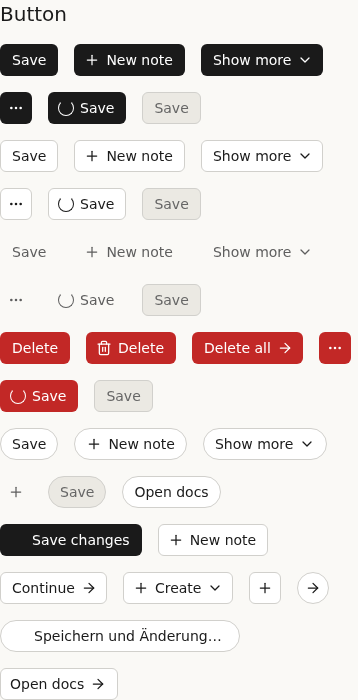 Button
Save New note Show more
... Save Save
Save New note Show more
... Save Save
Save New note Show more
... Save Save
Delete Delete Delete all ...
Save Save
Save New note Show more
Save Open docs
Save changes New note
Continue Create
Speichern und Änderung…
Open docs